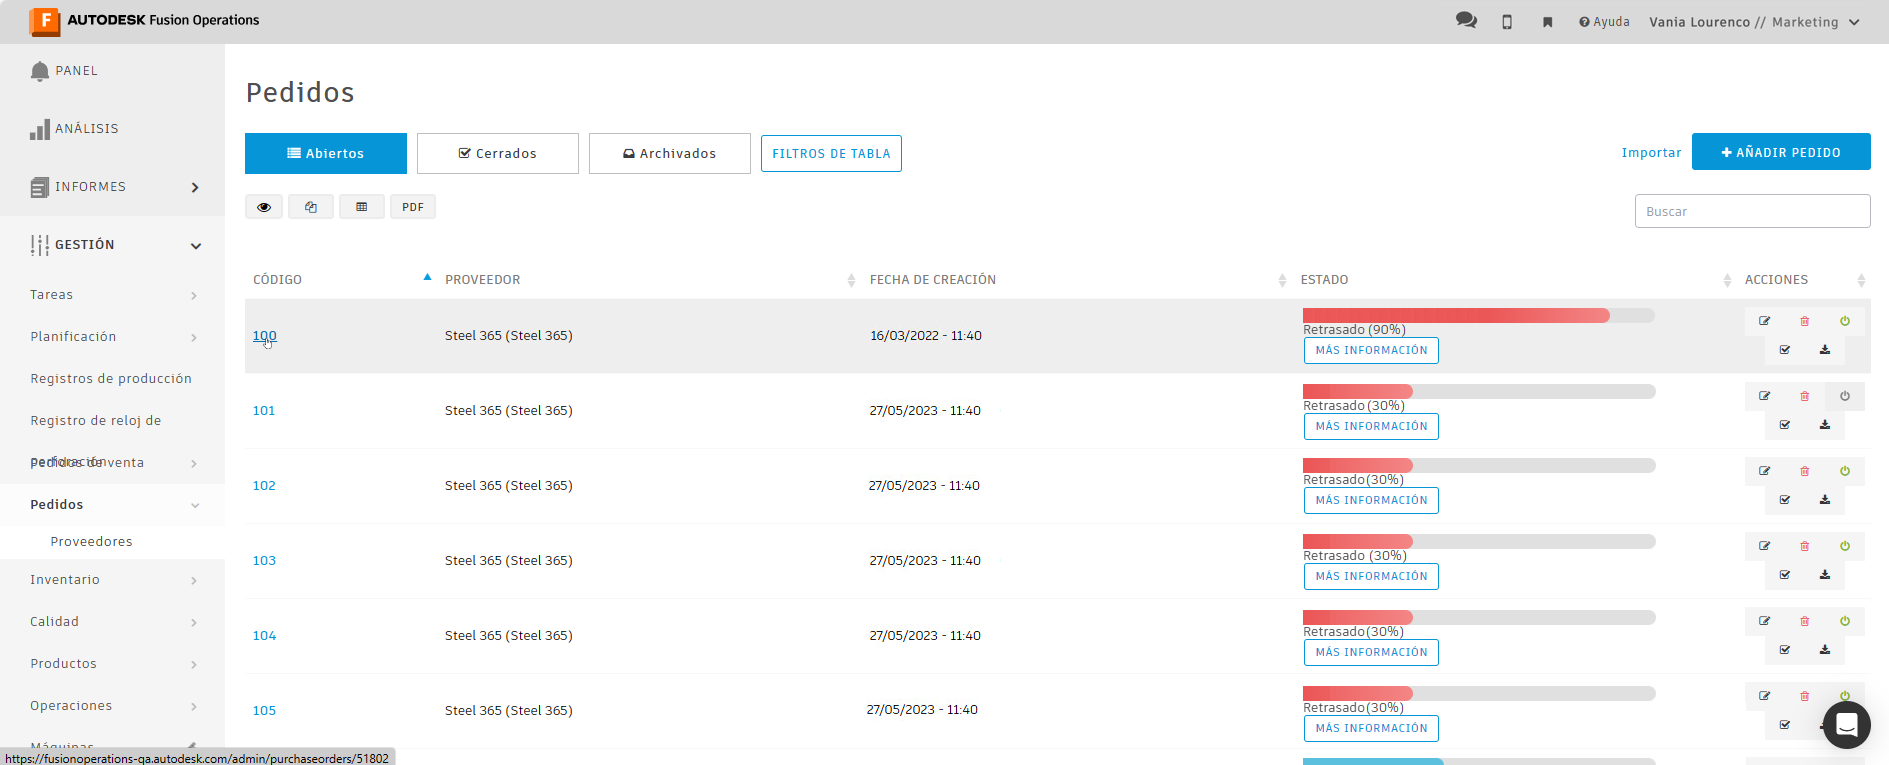 AUTODESK Fusion Operations
Ayuda
Vania Lourenco // Marketing
PANEL
ANÁLISIS
INFORMES
GESTIÓN
Tareas
Planificación
Registros de producción
Registro de reloj de
perforación
Pedidos de venta
Pedidos
Proveedores
Inventario
Calidad
Productos
Operaciones
Máquinas
Pedidos
Abiertos
Cerrados
Archivados
FILTROS DE TABLA
Importar
+ AÑADIR PEDIDO
PDF
Buscar
CÓDIGO PROVEEDOR FECHA DE CREACIÓN ESTADO ACCIONES
100 Steel 365 (Steel 365) 16/03/2022 - 11:40 Retrasado (90%)
MÁS INFORMACIÓN
101 Steel 365 (Steel 365) 27/05/2023 - 11:40 Retrasado (30%)
MÁS INFORMACIÓN
102 Steel 365 (Steel 365) 27/05/2023 - 11:40 Retrasado (30%)
MÁS INFORMACIÓN
103 Steel 365 (Steel 365) 27/05/2023 - 11:40 Retrasado (30%)
MÁS INFORMACIÓN
104 Steel 365 (Steel 365) 27/05/2023 - 11:40 Retrasado (30%)
MÁS INFORMACIÓN
105 Steel 365 (Steel 365) 27/05/2023 - 11:40 Retrasado (30%)
MÁS INFORMACIÓN
https://fusionoperations-qa.autodesk.com/admin/purchaseorders/51802